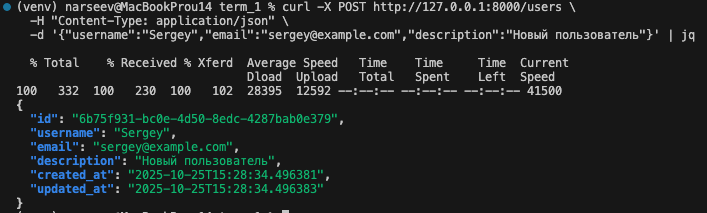 (venv) narseev@MacBookProu14 term_1 % curl -X POST http://127.0.0.1:8000/users \
-H "Content-Type: application/json" \
-d '{"username":"Sergey","email":"sergey@example.com","description":"Новый пользователь"}' | jq
% Total % Received % Xferd Average Speed Time Time Time Current
Dload Upload Total Spent Left Speed
100 332 100 230 100 102 28395 12592 --:--:-- --:--:-- --:--:-- 41500
{
"id": "6b75f931-bc0e-4d50-8edc-4287bab0e379",
"username": "Sergey",
"email": "sergey@example.com",
"description": "Новый пользователь",
"created_at": "2025-10-25T15:28:34.496381",
"updated_at": "2025-10-25T15:28:34.496383"
}